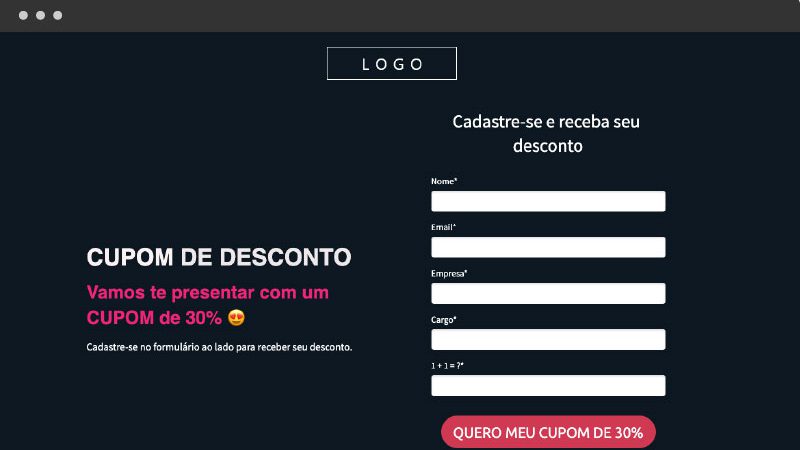 LOGO
CUPOM DE DESCONTO
Vamos te presentar com um
CUPOM de 30% 😍
Cadastre-se no formulário ao lado para receber seu desconto.
Cadastre-se e receba seu
desconto
Nome*
Email*
Empresa*
Cargo*
1 + 1 = ?*
QUERO MEU CUPOM DE 30%